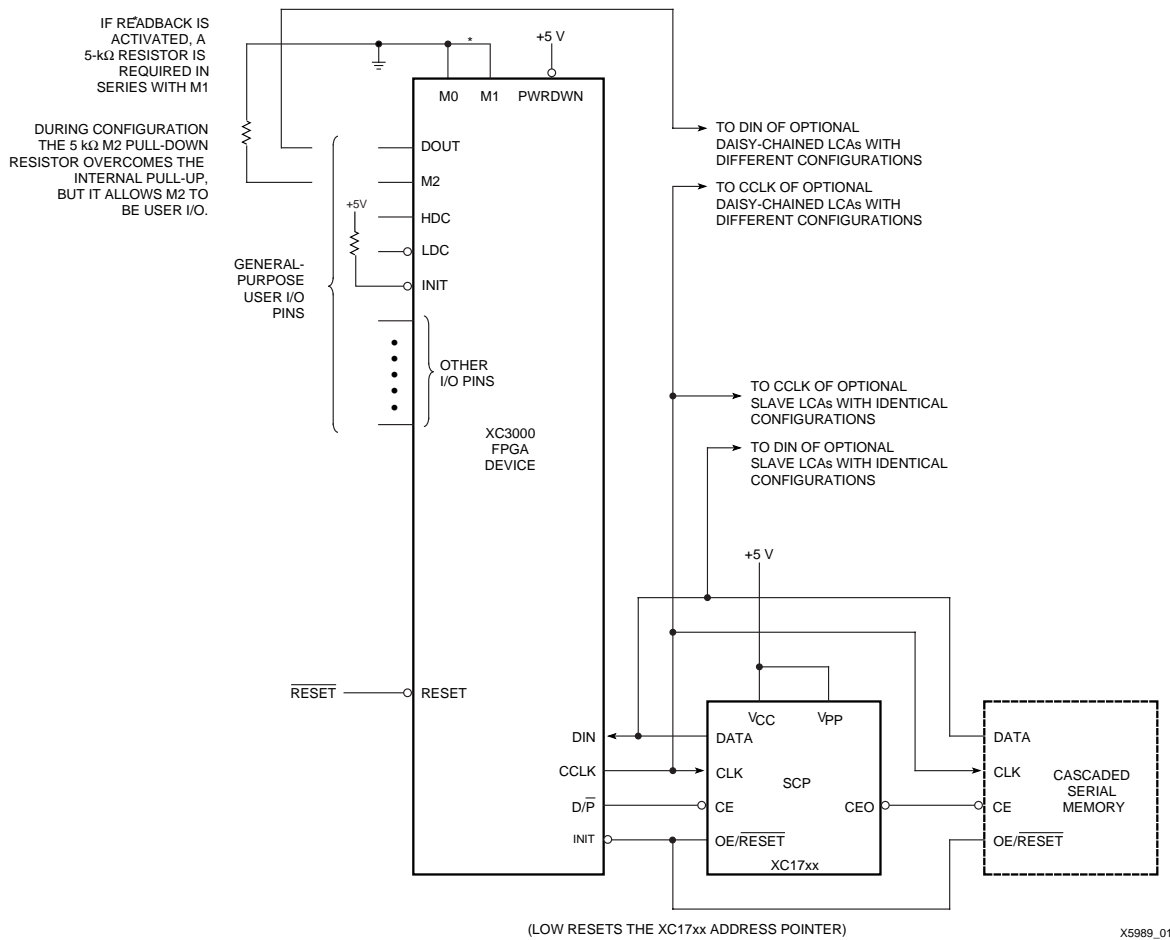 IF READBACK IS
ACTIVATED, A
5-kΩ RESISTOR IS
REQUIRED IN
SERIES WITH M1
*
*
+5 V
M0 M1 PWRDWN
DURING CONFIGURATION
THE 5 kΩ M2 PULL-DOWN
RESISTOR OVERCOMES THE
INTERNAL PULL-UP,
BUT IT ALLOWS M2 TO
BE USER I/O.
DOUT
M2
+5V
HDC
LDC
INIT
GENERAL-
PURPOSE
USER I/O
PINS
OTHER
I/O PINS
XC3000
FPGA
DEVICE
TO DIN OF OPTIONAL
DAISY-CHAINED LCAs WITH
DIFFERENT CONFIGURATIONS
TO CCLK OF OPTIONAL
DAISY-CHAINED LCAs WITH
DIFFERENT CONFIGURATIONS
TO CCLK OF OPTIONAL
SLAVE LCAs WITH IDENTICAL
CONFIGURATIONS
TO DIN OF OPTIONAL
SLAVE LCAs WITH IDENTICAL
CONFIGURATIONS
+5 V
RESET
RESET
DIN
CCLK
D/P
INIT
VCC VPP
DATA
CLK
SCP
CE
CEO
OE/RESET
XC17xx
DATA
CLK
CE
OE/RESET
CASCADED
SERIAL
MEMORY
(LOW RESETS THE XC17xx ADDRESS POINTER)
X5989_01